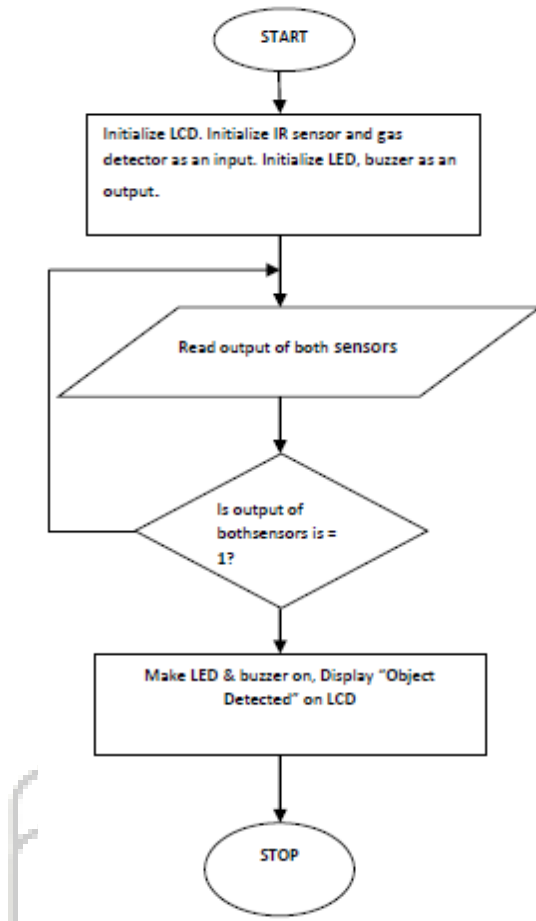 START
Initialize LCD. Initialize IR sensor and gas
detector as an input. Initialize LED, buzzer as an
output.
Read output of both sensors
Is output of
bothsensors is =
1?
Make LED & buzzer on, Display “Object
Detected” on LCD
STOP